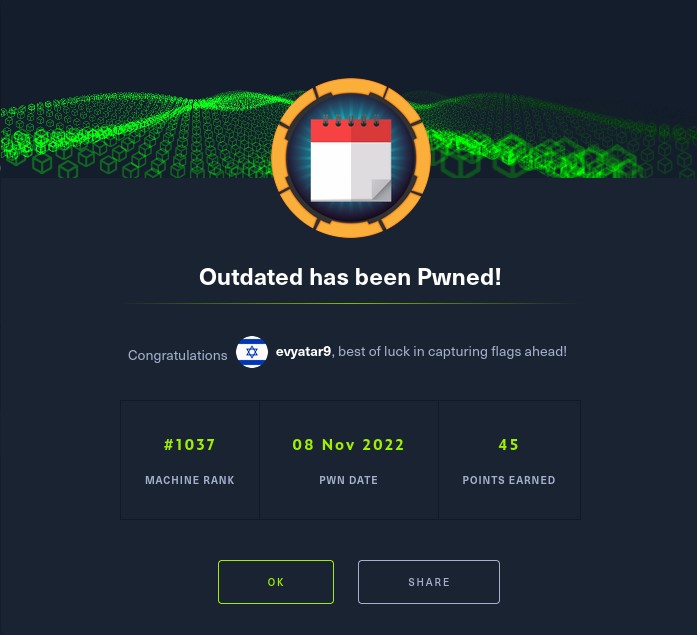 Outdated has been Pwned!
Congratulations evyatar9, best of luck in capturing flags ahead!
#1037 08 Nov 2022 45
MACHINE RANK PWN DATE POINTS EARNED
OK SHARE